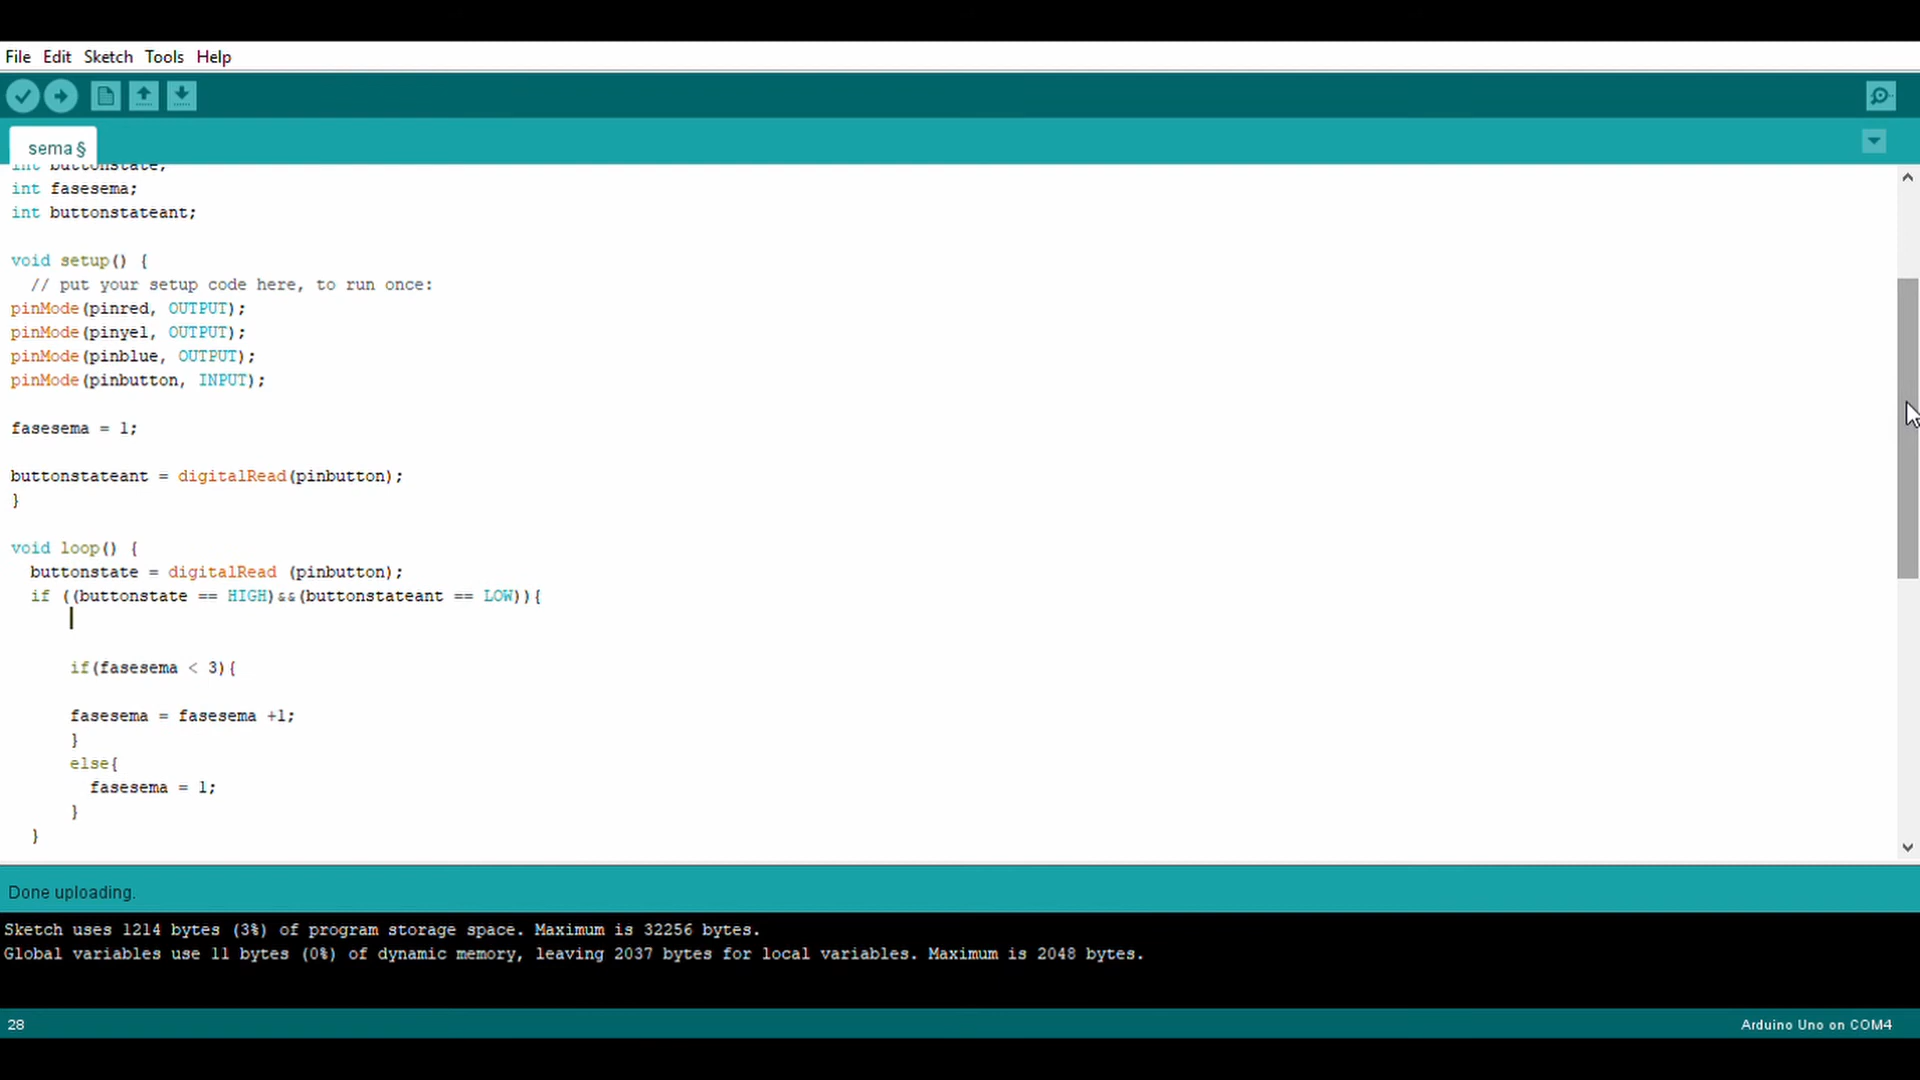 File Edit Sketch Tools Help
sema §
int buttonstate;
int fasesema;
int buttonstateant;
void setup() {
// put your setup code here, to run once:
pinMode(pinred, OUTPUT);
pinMode(pinyel, OUTPUT);
pinMode(pinblue, OUTPUT);
pinMode(pinbutton, INPUT);
fasesema = 1;
buttonstateant = digitalRead(pinbutton);
}
void loop() {
buttonstate = digitalRead (pinbutton);
if ((buttonstate == HIGH)&&(buttonstateant == LOW)){
if(fasesema < 3){
fasesema = fasesema +1;
}
else{
fasesema = 1;
}
}
Done uploading.
Sketch uses 1214 bytes (3%) of program storage space. Maximum is 32256 bytes.
Global variables use 11 bytes (0%) of dynamic memory, leaving 2037 bytes for local variables. Maximum is 2048 bytes.
28
Arduino Uno on COM4